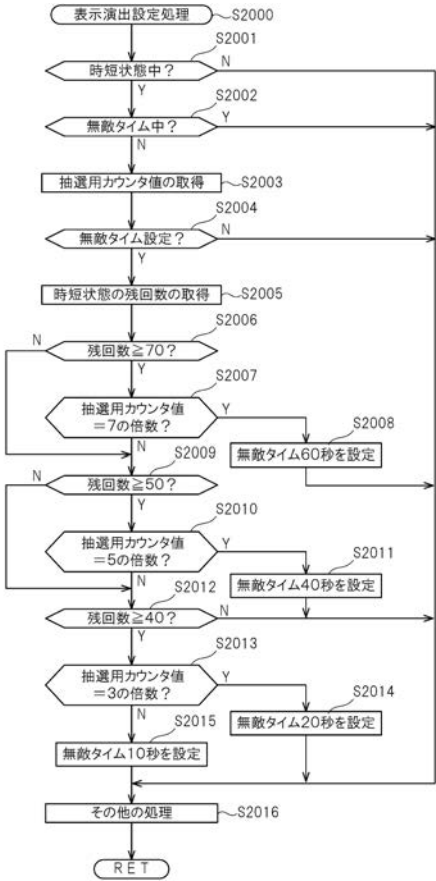 表示演出設定処理 S2000
S2001
時短状態中? N
Y S2002
無敵タイム中? Y
N
抽選用カウンタ値の取得 S2003
S2004
無敵タイム設定? N
Y
時短状態の残回数の取得 S2005
S2006
N 残回数≧70?
Y S2007
抽選用カウンタ値 Y
=7の倍数? S2008
N 無敵タイム60秒を設定
S2009
N 残回数≧50?
Y S2010
抽選用カウンタ値 Y
=5の倍数? S2011
N 無敵タイム40秒を設定
S2012
残回数≧40? N
Y S2013
抽選用カウンタ値 Y
=3の倍数? S2014
N S2015 無敵タイム20秒を設定
無敵タイム10秒を設定
その他の処理 S2016
RET